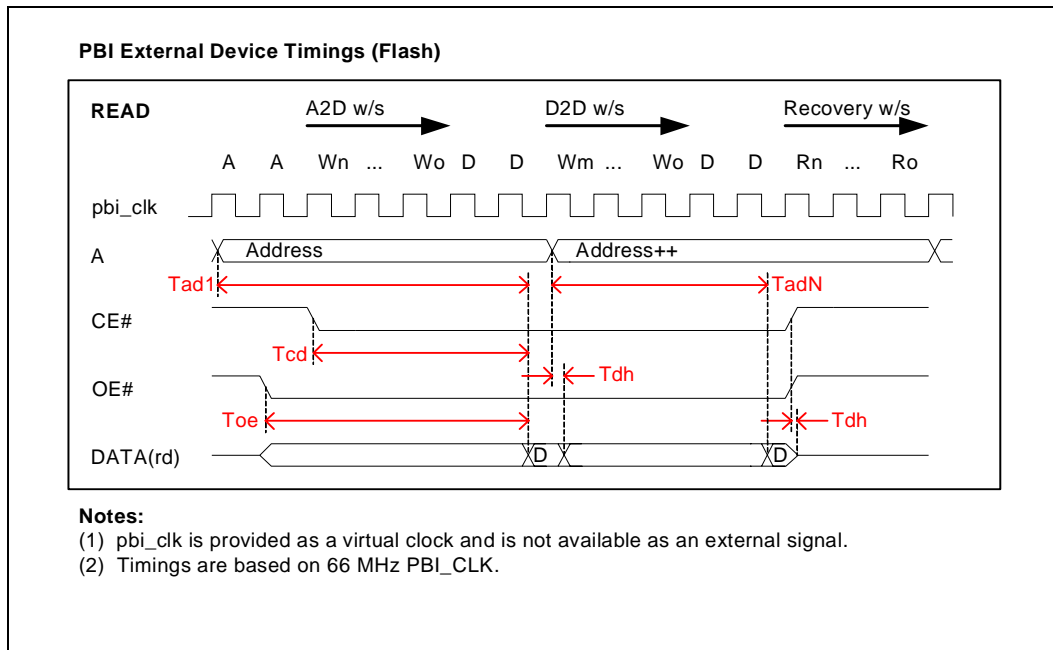 PBI External Device Timings (Flash)
READ A2D w/s D2D w/s Recovery w/s
A A Wn ... Wo D D Wm ... Wo D D Rn ... Ro
pbi_clk
A Address Address++
Tad1 TadN
CE#
Tcd
Tdh
OE#
Toe Tdh
DATA(rd) D D
Notes:
(1) pbi_clk is provided as a virtual clock and is not available as an external signal.
(2) Timings are based on 66 MHz PBI_CLK.